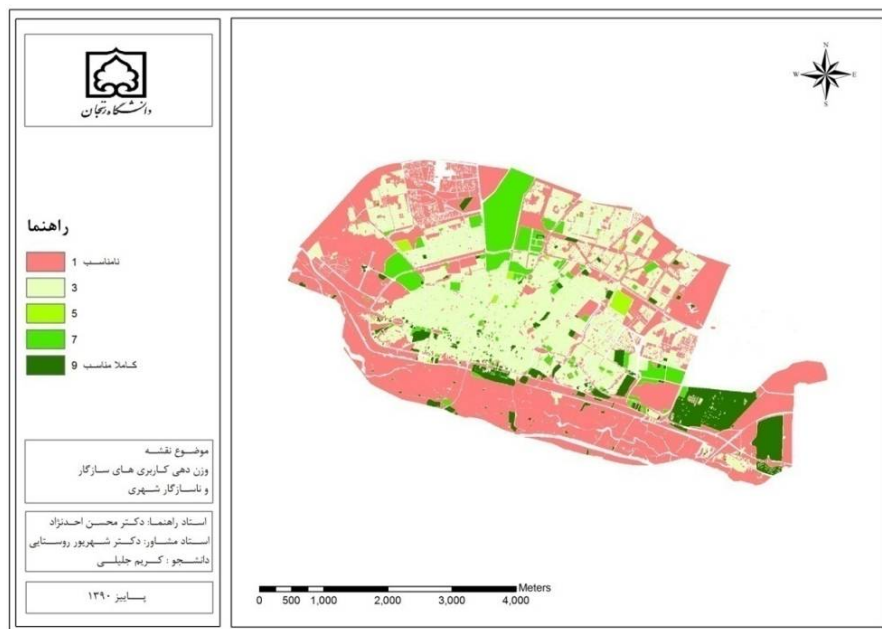 دانشگاه زنجان
راهنما
1 نامناسب
3
5
7
9 کاملا مناسب
موضوع نقشه
وزن دهی کاربری های سازگار
و ناسازگار شهری
استاد راهنما: دکتر محسن احدنژاد
استاد مشاور: دکتر شهریور روستایی
دانشجو : کریم جلیلی
پاییز ۱۳۹۰
N
W E
S
Meters
0 500 1,000 2,000 3,000 4,000